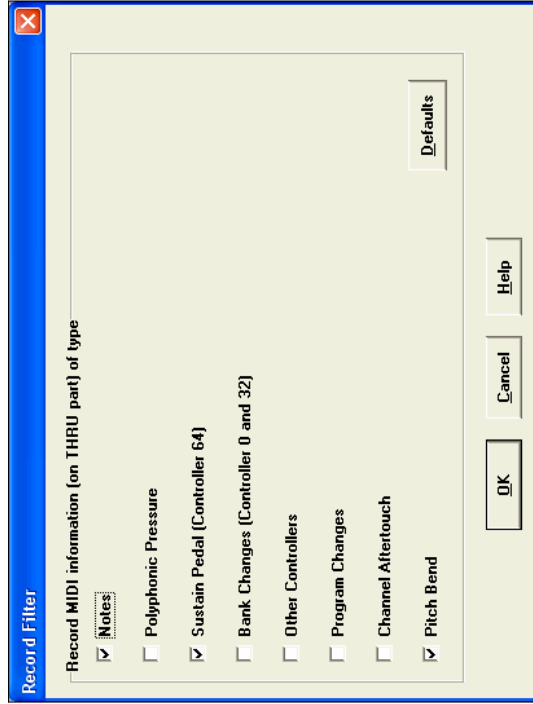 Record Filter
Record MIDI information (on THRU part) of type
Notes
Polyphonic Pressure
Sustain Pedal (Controller 64)
Bank Changes (Controller 0 and 32)
Other Controllers
Program Changes
Channel Aftertouch
Pitch Bend
Defaults
OK
Cancel
Help